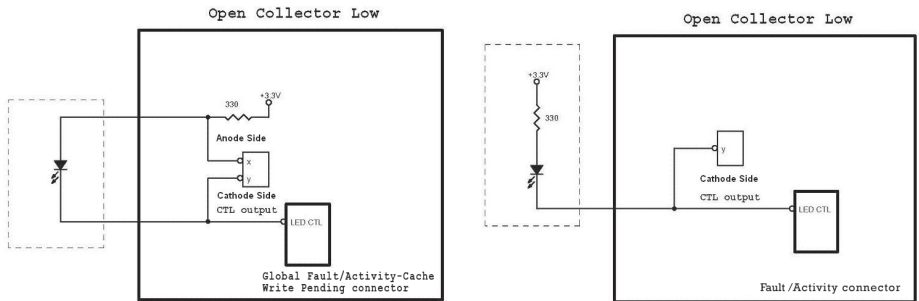 Open Collector Low
+3.3V
330
Anode Side
x
y
Cathode Side
CTL output
LED CTL
Global Fault/Activity-Cache
Write Pending connector
Open Collector Low
+3.3V
330
y
Cathode Side
CTL output
LED CTL
Fault/Activity connector